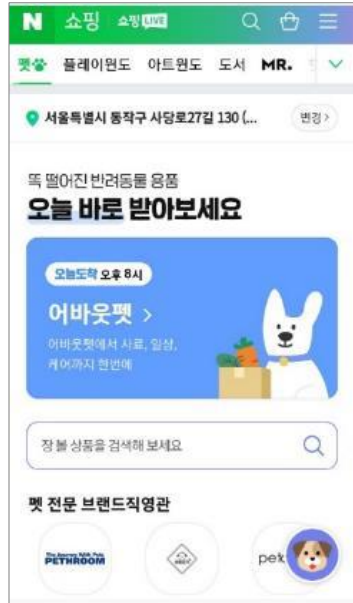 N 쇼핑 쇼핑LIVE
펫 플레이윈도 아트윈도 도서 MR.
서울특별시 동작구 사당로27길 130 (...
변경 >
뚝 떨어진 반려동물 용품
오늘 바로 받아보세요
오늘도착 오후 8시
어바웃펫 >
어바웃펫에서 사료, 일상,
케어까지 한번에
장 볼 상품을 검색해 보세요
펫 전문 브랜드직영관
PETHROOM